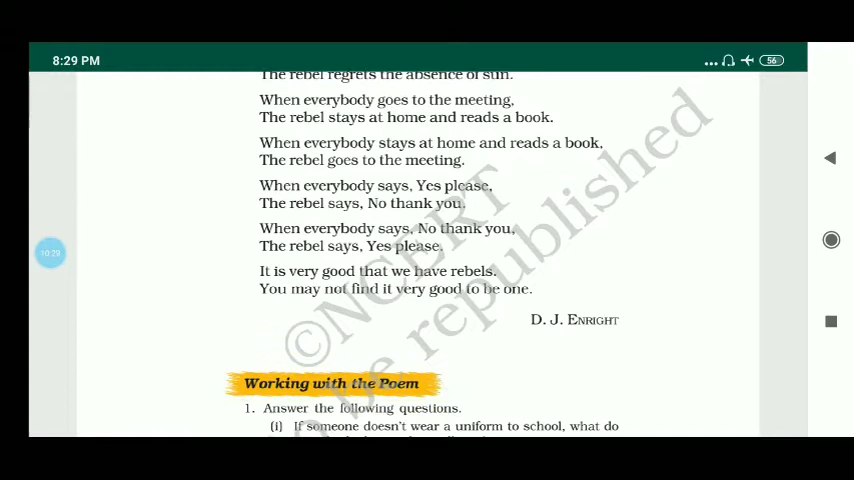 8:29 PM
56
The rebel regrets the absence of sun.
When everybody goes to the meeting,
The rebel stays at home and reads a book.
When everybody stays at home and reads a book,
The rebel goes to the meeting.
When everybody says, Yes please,
The rebel says, No thank you.
When everybody says, No thank you,
The rebel says, Yes please.
It is very good that we have rebels.
You may not find it very good to be one.
D. J. ENRIGHT
©NCERT
o be republished
Working with the Poem
1. Answer the following questions.
(i) If someone doesn't wear a uniform to school, what do